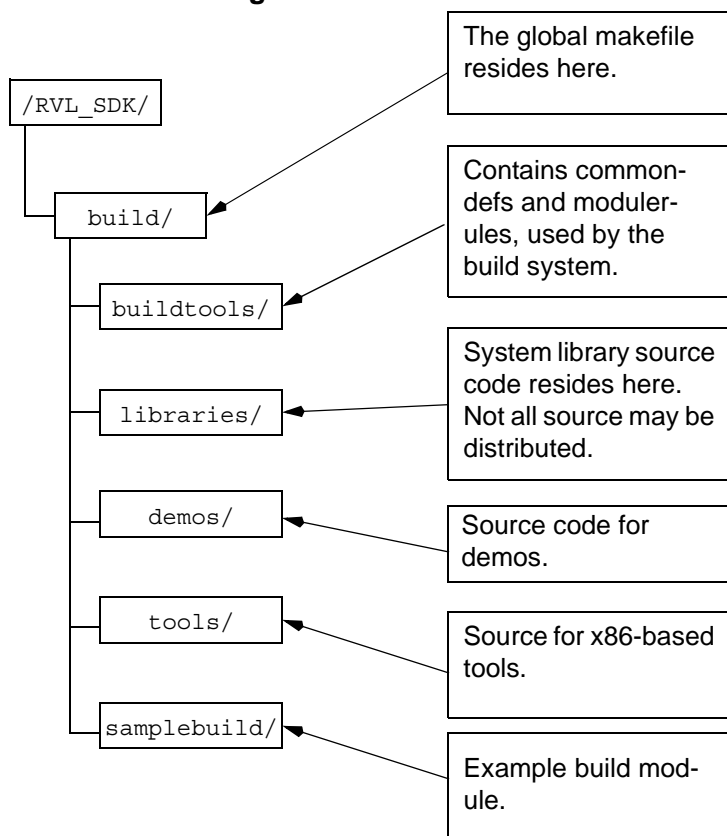 The global makefile
resides here.
/RVL_SDK/
Contains common-
defs and moduler-
ules, used by the
build system.
build/
buildtools/
System library source
code resides here.
Not all source may be
distributed.
libraries/
demos/
Source code for
demos.
tools/
Source for x86-based
tools.
samplebuild/
Example build mod-
ule.